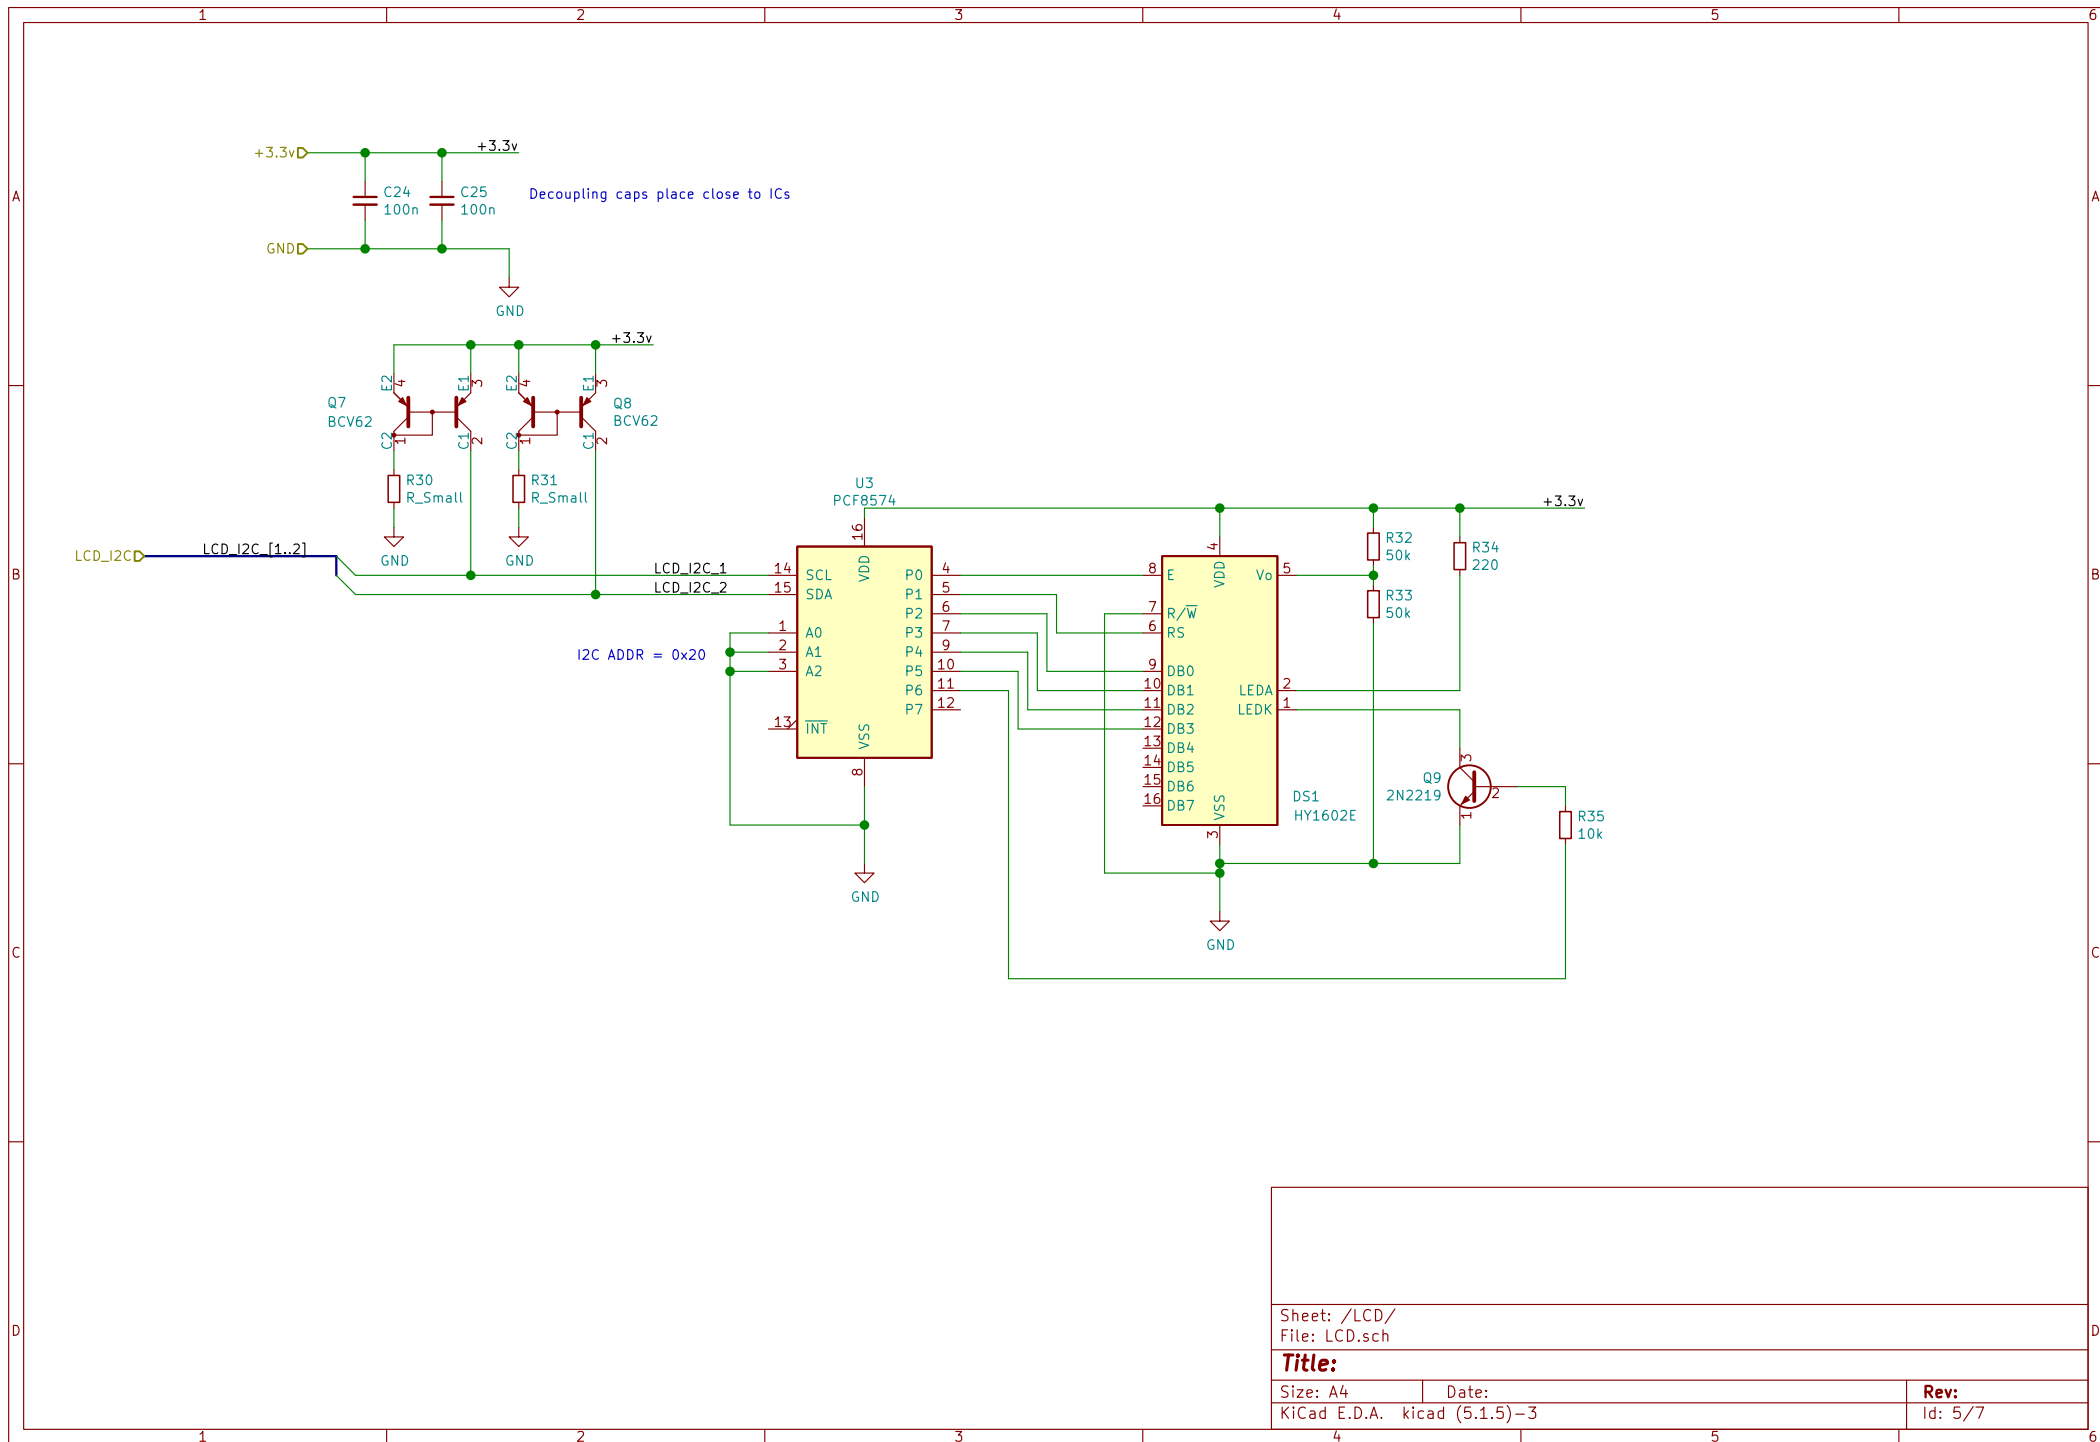 1 2 3 4 5 6
+3.3v
+3.3v
A
A
C24
100n
C25
100n
Decoupling caps place close to ICs
GND
GND
+3.3v
E2
4
E1
3
E2
4
E1
3
Q7
BCV62
Q8
BCV62
C2
1
C1
2
C2
1
C1
2
R30
R_Small
R31
R_Small
GND
GND
LCD_I2C
LCD_I2C_[1..2]
LCD_I2C_1
LCD_I2C_2
B
B
I2C ADDR = 0x20
U3
PCF8574
16
VDD
14 SCL
15 SDA
1 A0
2 A1
3 A2
13 INT
P0 4
P1 5
P2 6
P3 7
P4 9
P5 10
P6 11
P7 12
VSS
8
GND
+3.3v
4
VDD
8 E
7 R/W
6 RS
9 DB0
10 DB1
11 DB2
12 DB3
13 DB4
14 DB5
15 DB6
16 DB7
Vo 5
LEDA 2
LEDK 1
VSS
3
DS1
HY1602E
GND
R32
50k
R33
50k
R34
220
Q9
2N2219
3
2
1
R35
10k
C
C
D
D
Sheet: /LCD/
File: LCD.sch
Title:
Size: A4
Date:
Rev:
KiCad E.D.A. kicad (5.1.5)-3
Id: 5/7
1 2 3 4 5 6